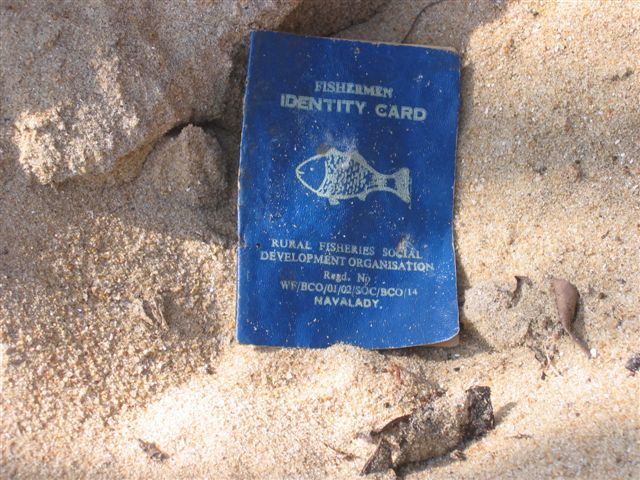 FISHERMEN
IDENTITY CARD
RURAL FISHERIES SOCIAL
DEVELOPMENT ORGANISATION
Regd. No
WF/BCO/01/02/SOC/BCO/14
NAVALADY.